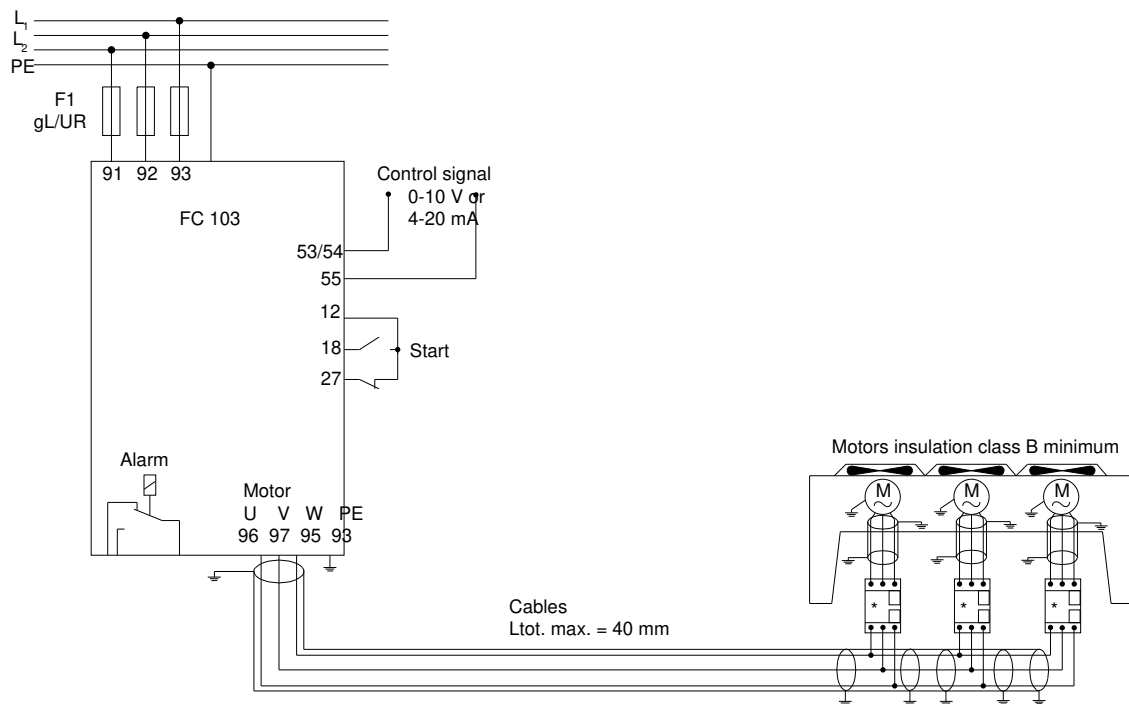 L1
L2
PE
F1
gL/UR
91 92 93
FC 103
Control signal
0-10 V or
4-20 mA
53/54
55
12
18
Start
27
Alarm
Motor
U V W PE
96 97 95 93
Motors insulation class B minimum
M M M
* * *
Cables
Ltot. max. = 40 mm